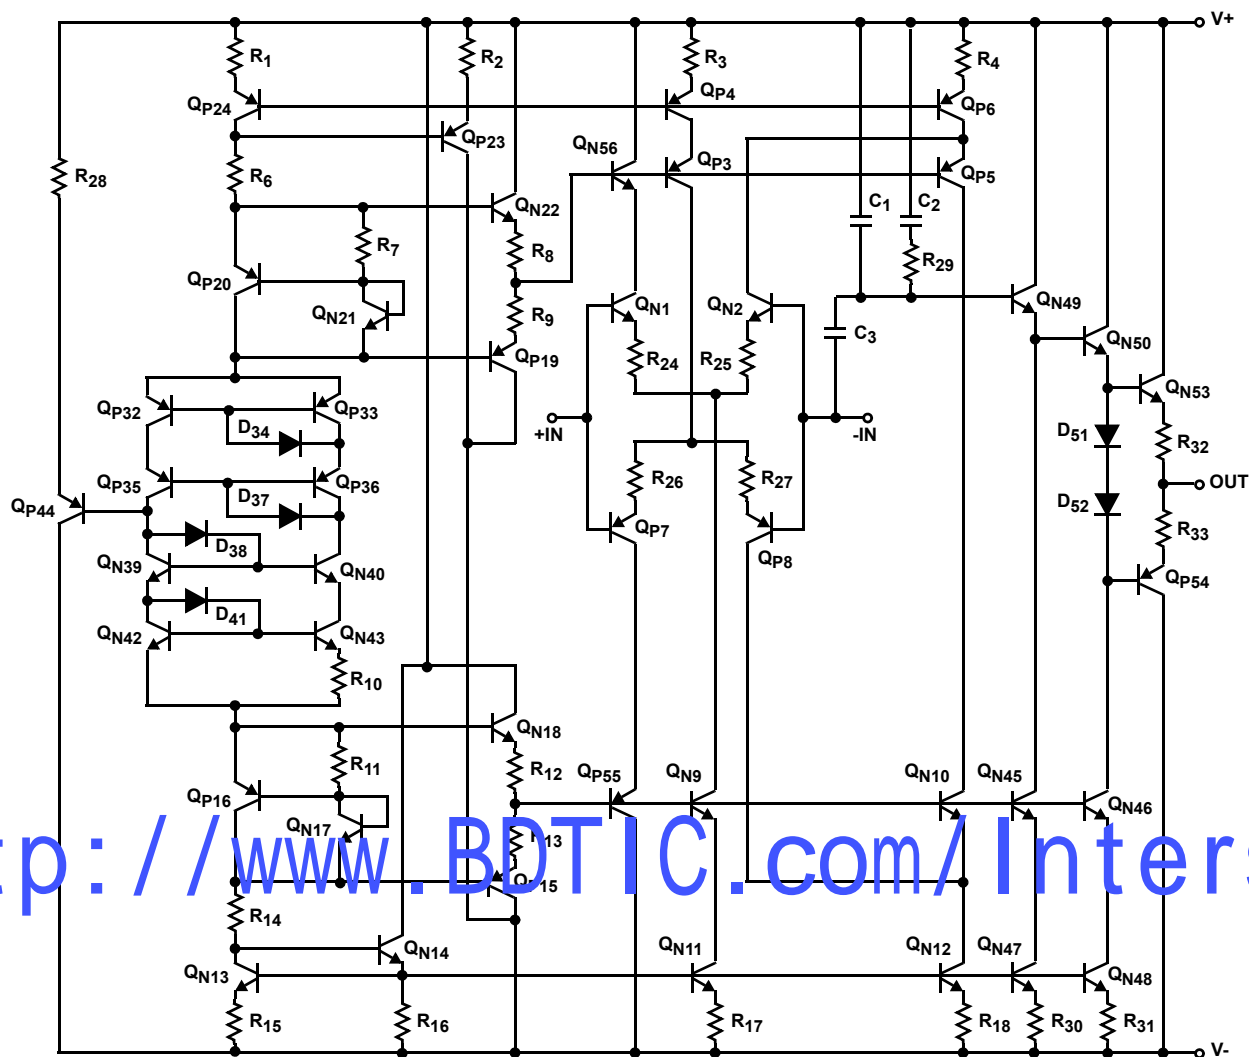 V+
R1
R2
R3
R4
QP24
QP4
QP6
QP23
QN56
QP3
QP5
R28
R6
QN22
C1
C2
R7
R8
R29
QP20
QN21
R9
QN1
QN2
QN49
C3
QP19
R24
R25
QN50
QP32
QP33
QN53
D34
+IN
-IN
D51
R32
QP35
QP36
R26
R27
OUT
D37
QP44
QP7
D52
R33
D38
QP8
QN39
QN40
QP54
D41
QN42
QN43
R10
QN18
R11
R12
QP55
QN9
QN10
QN45
QP16
QN46
QN17
R13
tp://www.BDTIC.com/Inters
QP15
R14
QN14
QN11
QN12
QN47
QN13
QN48
R15
R16
R17
R18
R30
R31
V-